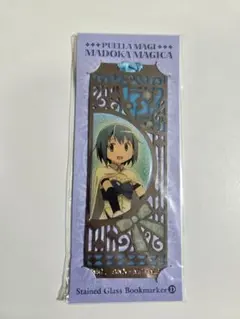 PUELLA MAGI
MADOKA MAGICA
Stained Glass Bookmarker